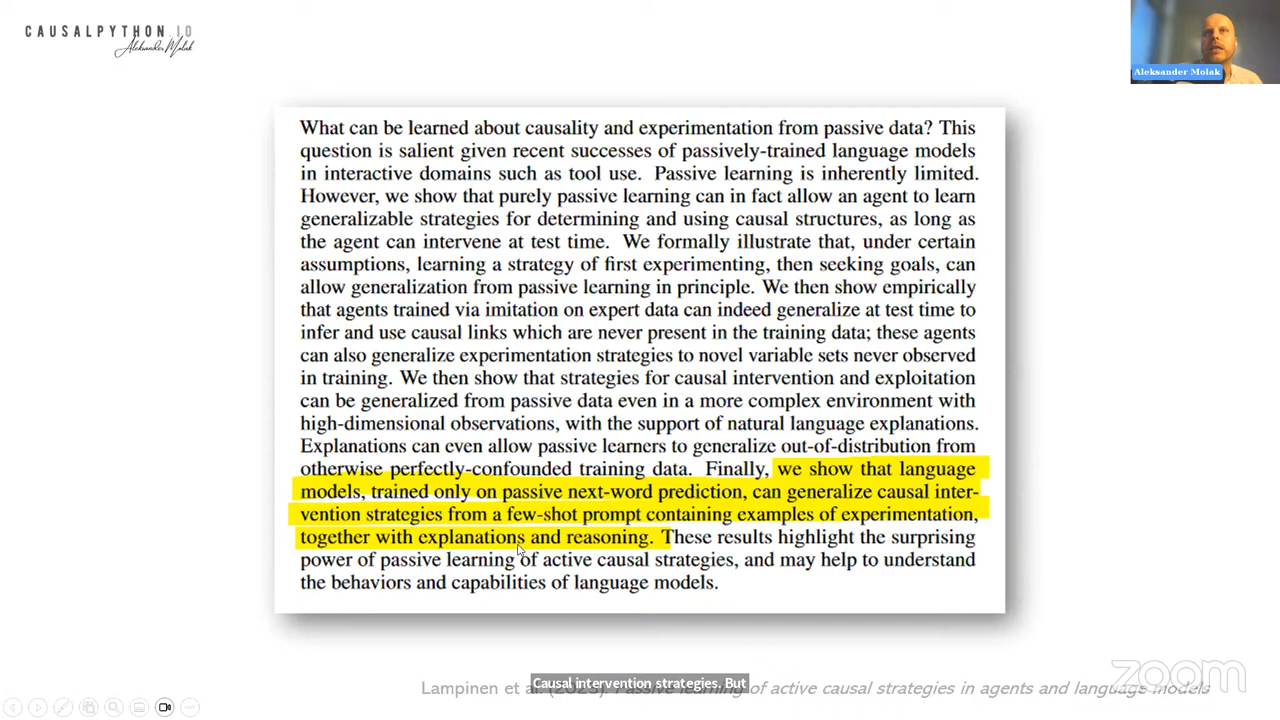 CAUSALPYTHON.IO
Aleksander Molak
Aleksander Molak
What can be learned about causality and experimentation from passive data? This
question is salient given recent successes of passively-trained language models
in interactive domains such as tool use. Passive learning is inherently limited.
However, we show that purely passive learning can in fact allow an agent to learn
generalizable strategies for determining and using causal structures, as long as
the agent can intervene at test time. We formally illustrate that, under certain
assumptions, learning a strategy of first experimenting, then seeking goals, can
allow generalization from passive learning in principle. We then show empirically
that agents trained via imitation on expert data can indeed generalize at test time to
infer and use causal links which are never present in the training data; these agents
can also generalize experimentation strategies to novel variable sets never observed
in training. We then show that strategies for causal intervention and exploitation
can be generalized from passive data even in a more complex environment with
high-dimensional observations, with the support of natural language explanations.
Explanations can even allow passive learners to generalize out-of-distribution from
otherwise perfectly-confounded training data. Finally, we show that language
models, trained only on passive next-word prediction, can generalize causal inter-
vention strategies from a few-shot prompt containing examples of experimentation,
together with explanations and reasoning. These results highlight the surprising
power of passive learning of active causal strategies, and may help to understand
the behaviors and capabilities of language models.
Causal intervention strategies. But
Lampinen et al. of active causal strategies in agents and language models
zoom